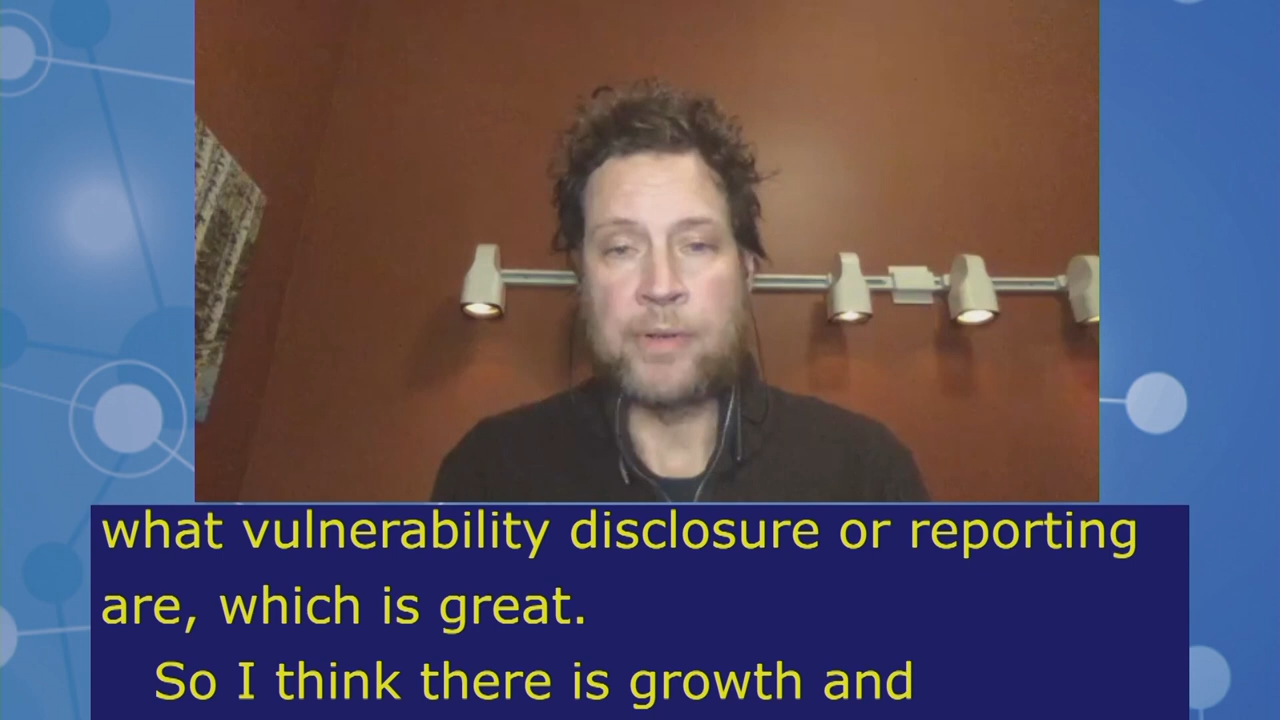 what vulnerability disclosure or reporting
are, which is great.
So I think there is growth and